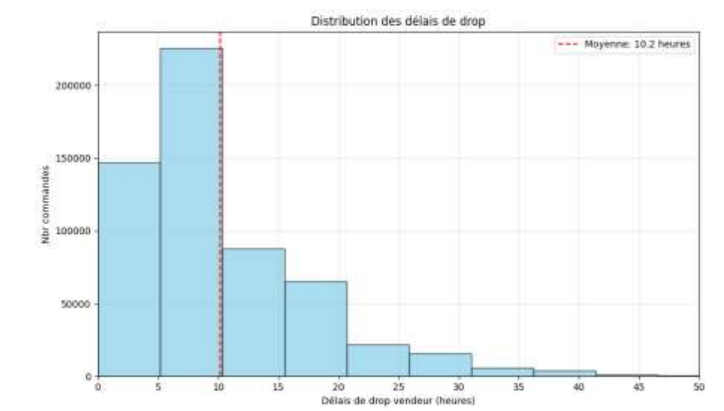 Distribution des délais de drop
Moyenne: 10.2 heures
Nbr commandes
200000
150000
100000
50000
0
0 5 10 15 20 25 30 35 40 45 50
Délais de drop vendeur (heures)